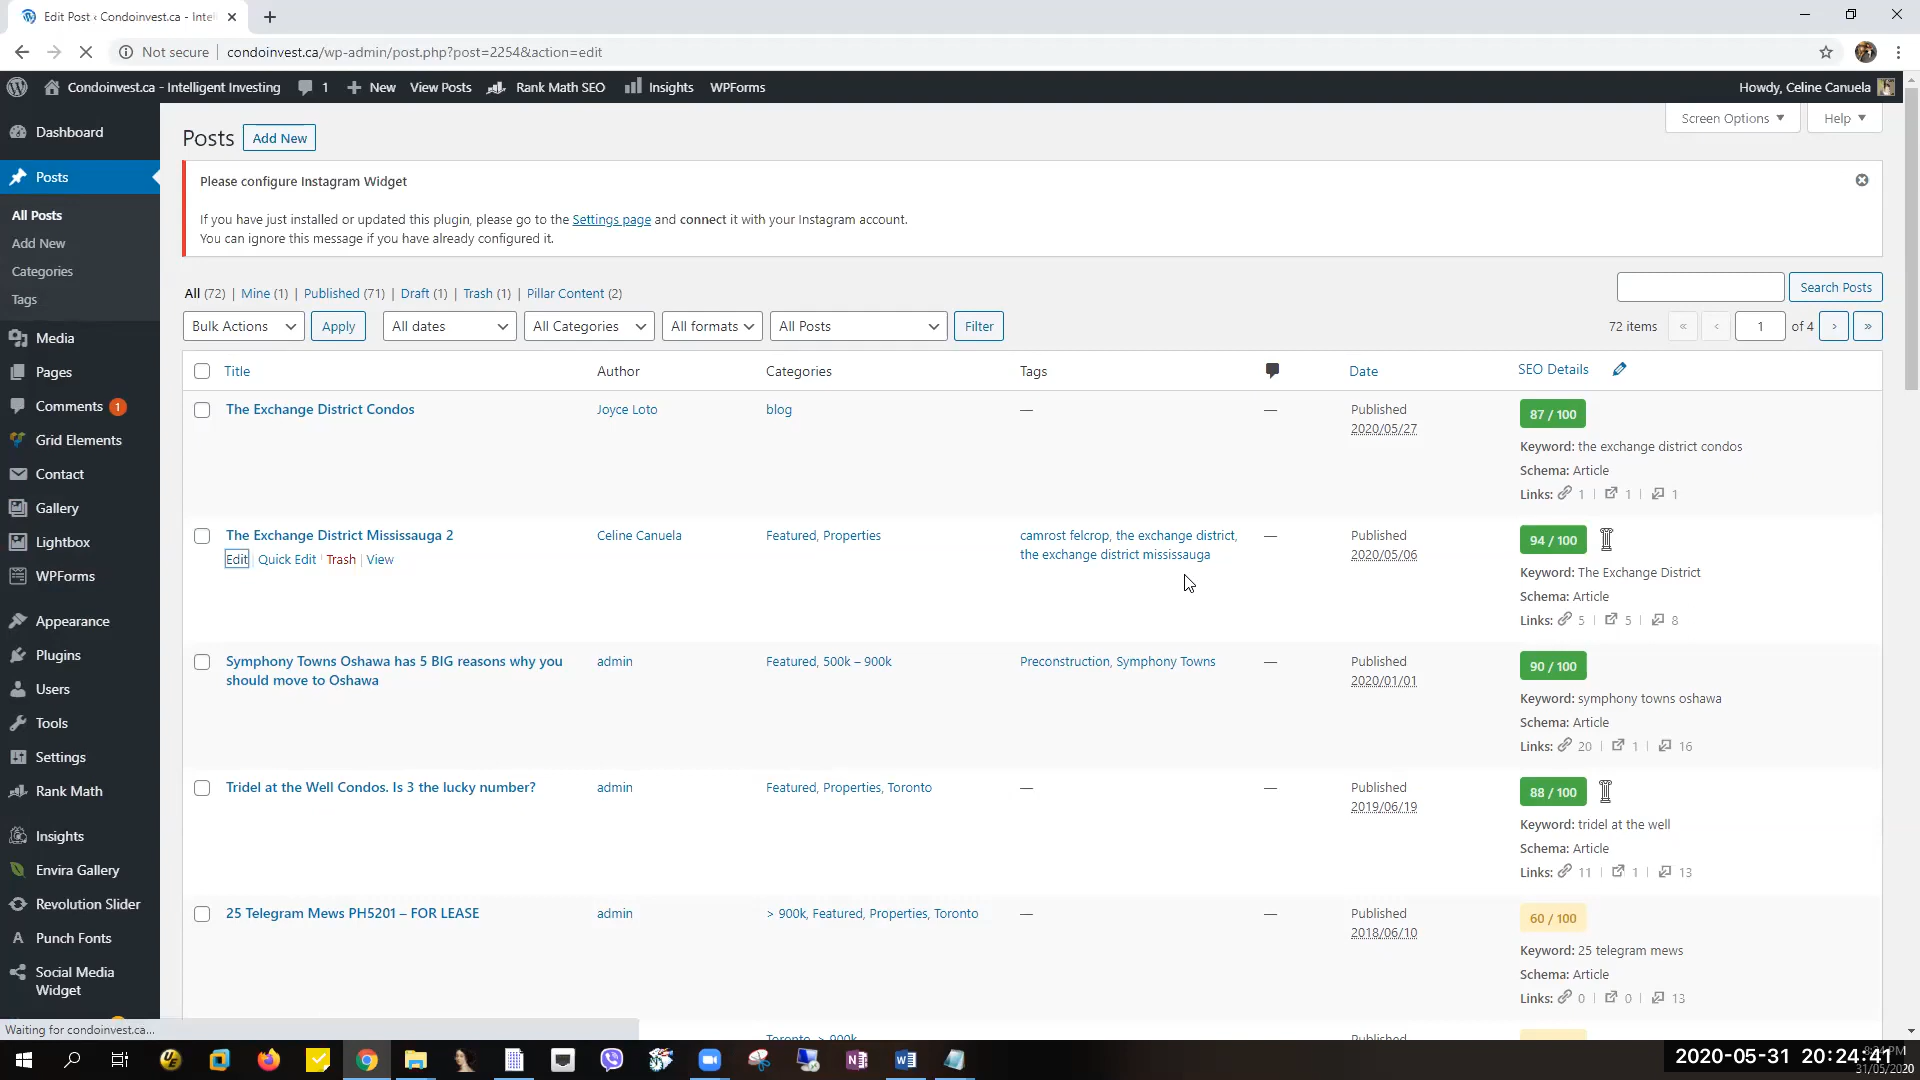 Edit Post ‹ Condoinvest.ca - Intel
Not secure condoinvest.ca/wp-admin/post.php?post=2254&action=edit
Condoinvest.ca - Intelligent Investing 1 New View Posts Rank Math SEO Insights WPForms Howdy, Celine Canuela
Screen Options Help
Dashboard
Posts
All Posts
Add New
Categories
Tags
Media
Pages
Comments 1
Grid Elements
Contact
Gallery
Lightbox
WPForms
Appearance
Plugins
Users
Tools
Settings
Rank Math
Insights
Envira Gallery
Revolution Slider
Punch Fonts
Social Media
Widget
Posts Add New
Please configure Instagram Widget
If you have just installed or updated this plugin, please go to the Settings page and connect it with your Instagram account.
You can ignore this message if you have already configured it.
All (72) | Mine (1) | Published (71) | Draft (1) | Trash (1) | Pillar Content (2)
Search Posts
Bulk Actions Apply All dates All Categories All formats All Posts Filter 72 items « ‹ 1 of 4 › »
Title Author Categories Tags Date SEO Details
The Exchange District Condos Joyce Loto blog — — Published
2020/05/27
87 / 100
Keyword: the exchange district condos
Schema: Article
Links: 1 | 1 | 1
The Exchange District Mississauga 2 Celine Canuela Featured, Properties camrost felcrop, the exchange district, — Published
the exchange district mississauga 2020/05/06
Edit | Quick Edit | Trash | View
94 / 100
Keyword: The Exchange District
Schema: Article
Links: 5 | 5 | 8
Symphony Towns Oshawa has 5 BIG reasons why you admin Featured, 500k – 900k Preconstruction, Symphony Towns — Published
should move to Oshawa 2020/01/01
90 / 100
Keyword: symphony towns oshawa
Schema: Article
Links: 20 | 1 | 16
Tridel at the Well Condos. Is 3 the lucky number? admin Featured, Properties, Toronto — — Published
2019/06/19
88 / 100
Keyword: tridel at the well
Schema: Article
Links: 11 | 1 | 13
25 Telegram Mews PH5201 – FOR LEASE admin > 900k, Featured, Properties, Toronto — — Published
2018/06/10
60 / 100
Keyword: 25 telegram mews
Schema: Article
Links: 0 | 0 | 13
Waiting for condoinvest.ca...
2020-05-31 20:24:41
31/05/2020